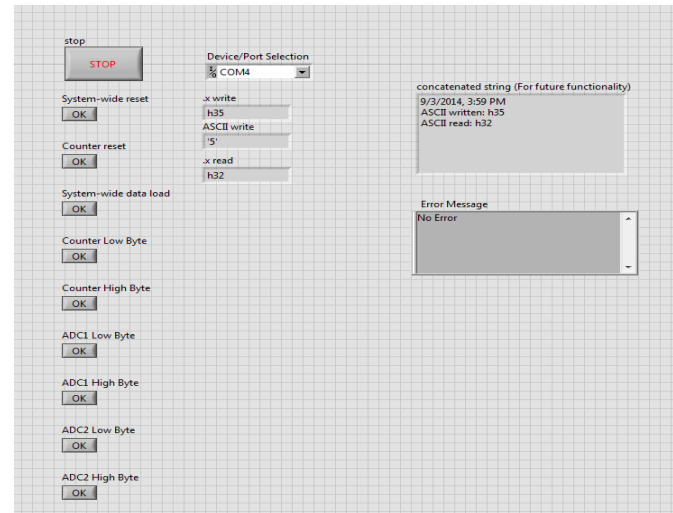 stop
STOP
Device/Port Selection
COM4
System-wide reset
OK
.x write
h35
ASCII write
'5'
.x read
h32
Counter reset
OK
System-wide data load
OK
Counter Low Byte
OK
Counter High Byte
OK
ADC1 Low Byte
OK
ADC1 High Byte
OK
ADC2 Low Byte
OK
ADC2 High Byte
OK
concatenated string (For future functionality)
9/3/2014, 3:59 PM
ASCII written: h35
ASCII read: h32
Error Message
No Error